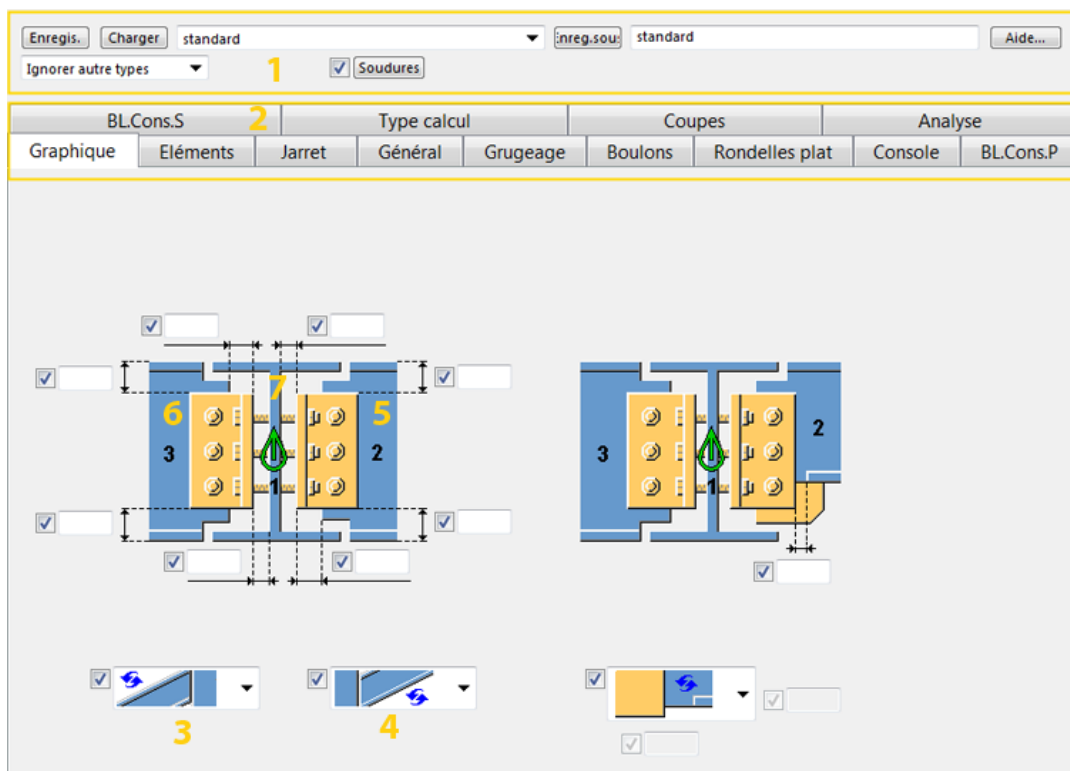 Enregis. Charger standard Enreg.sou: standard Aide...
Ignorer autre types 1 Soudures
BL.Cons.S 2 Type calcul Coupes Analyse
Graphique Eléments Jarret Général Grugeage Boulons Rondelles plat Console BL.Cons.P
7
6 5
3 2 3 2
1 1
3 4